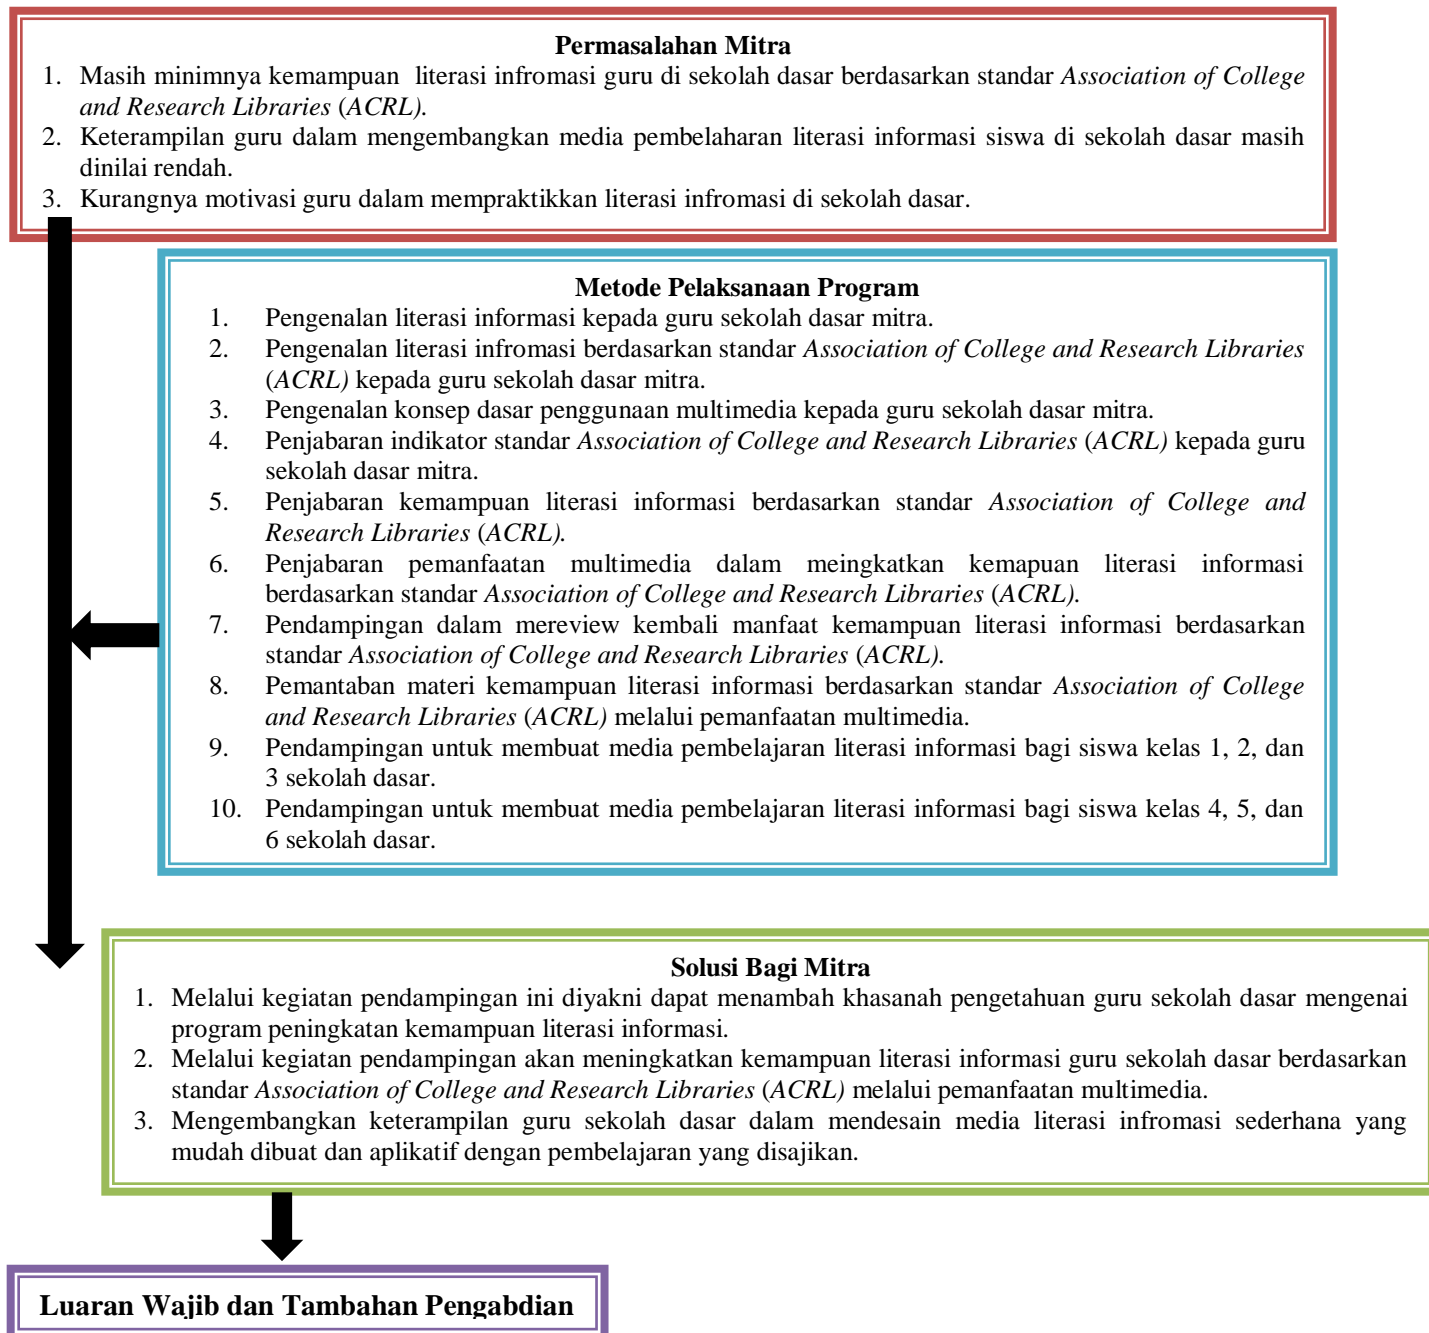 Permasalahan Mitra
1. Masih minimnya kemampuan literasi infromasi guru di sekolah dasar berdasarkan standar Association of College
and Research Libraries (ACRL).
2. Keterampilan guru dalam mengembangkan media pembelaharan literasi informasi siswa di sekolah dasar masih
dinilai rendah.
3. Kurangnya motivasi guru dalam mempraktikkan literasi infromasi di sekolah dasar.
Metode Pelaksanaan Program
1. Pengenalan literasi informasi kepada guru sekolah dasar mitra.
2. Pengenalan literasi infromasi berdasarkan standar Association of College and Research Libraries
(ACRL) kepada guru sekolah dasar mitra.
3. Pengenalan konsep dasar penggunaan multimedia kepada guru sekolah dasar mitra.
4. Penjabaran indikator standar Association of College and Research Libraries (ACRL) kepada guru
sekolah dasar mitra.
5. Penjabaran kemampuan literasi informasi berdasarkan standar Association of College and
Research Libraries (ACRL).
6. Penjabaran pemanfaatan multimedia dalam meingkatkan kemapuan literasi informasi
berdasarkan standar Association of College and Research Libraries (ACRL).
7. Pendampingan dalam mereview kembali manfaat kemampuan literasi informasi berdasarkan
standar Association of College and Research Libraries (ACRL).
8. Pemantaban materi kemampuan literasi informasi berdasarkan standar Association of College
and Research Libraries (ACRL) melalui pemanfaatan multimedia.
9. Pendampingan untuk membuat media pembelajaran literasi informasi bagi siswa kelas 1, 2, dan
3 sekolah dasar.
10. Pendampingan untuk membuat media pembelajaran literasi informasi bagi siswa kelas 4, 5, dan
6 sekolah dasar.
Solusi Bagi Mitra
1. Melalui kegiatan pendampingan ini diyakni dapat menambah khasanah pengetahuan guru sekolah dasar mengenai
program peningkatan kemampuan literasi informasi.
2. Melalui kegiatan pendampingan akan meningkatkan kemampuan literasi informasi guru sekolah dasar berdasarkan
standar Association of College and Research Libraries (ACRL) melalui pemanfaatan multimedia.
3. Mengembangkan keterampilan guru sekolah dasar dalam mendesain media literasi infromasi sederhana yang
mudah dibuat dan aplikatif dengan pembelajaran yang disajikan.
Luaran Wajib dan Tambahan Pengabdian